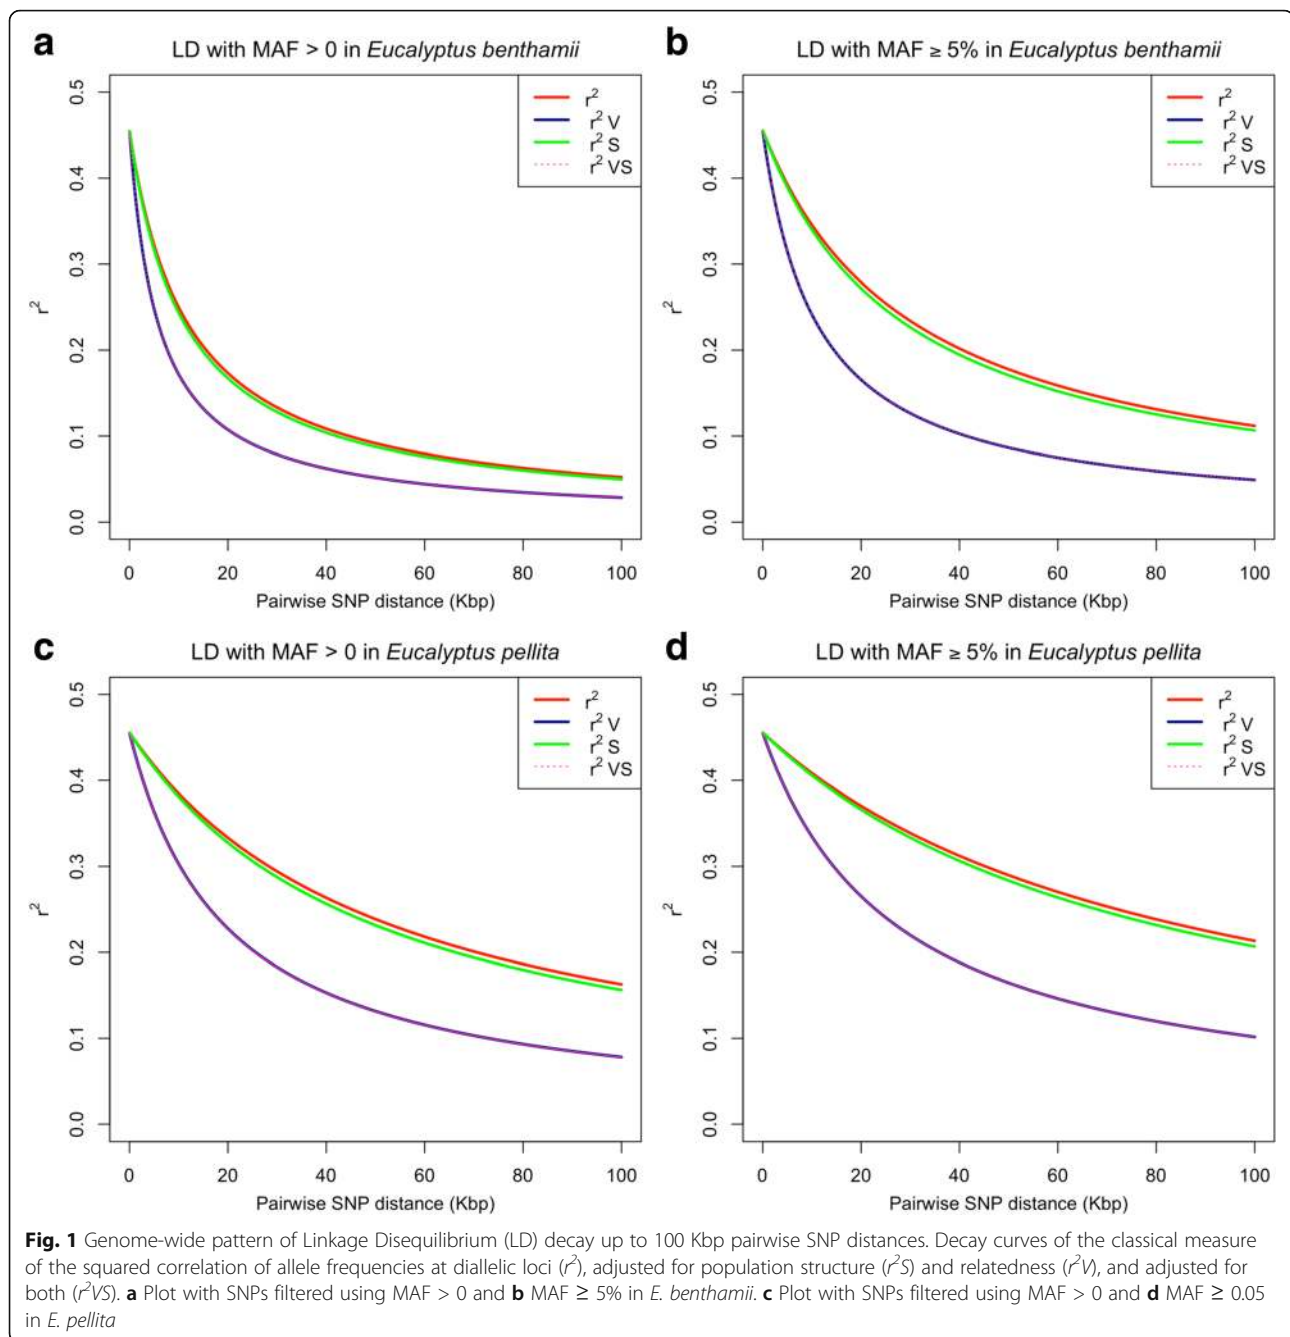 a LD with MAF > 0 in Eucalyptus benthamii
r²
r² V
r² S
r² VS
0.5
0.4
0.3
0.2
0.1
0.0
r²
0 20 40 60 80 100
Pairwise SNP distance (Kbp)
b LD with MAF ≥ 5% in Eucalyptus benthamii
r²
r² V
r² S
r² VS
0.5
0.4
0.3
0.2
0.1
0.0
r²
0 20 40 60 80 100
Pairwise SNP distance (Kbp)
c LD with MAF > 0 in Eucalyptus pellita
r²
r² V
r² S
r² VS
0.5
0.4
0.3
0.2
0.1
0.0
r²
0 20 40 60 80 100
Pairwise SNP distance (Kbp)
d LD with MAF ≥ 5% in Eucalyptus pellita
r²
r² V
r² S
r² VS
0.5
0.4
0.3
0.2
0.1
0.0
r²
0 20 40 60 80 100
Pairwise SNP distance (Kbp)
Fig. 1 Genome-wide pattern of Linkage Disequilibrium (LD) decay up to 100 Kbp pairwise SNP distances. Decay curves of the classical measure
of the squared correlation of allele frequencies at diallelic loci (r²), adjusted for population structure (r²S) and relatedness (r²V), and adjusted for
both (r²VS). a Plot with SNPs filtered using MAF > 0 and b MAF ≥ 5% in E. benthamii. c Plot with SNPs filtered using MAF > 0 and d MAF ≥ 0.05
in E. pellita